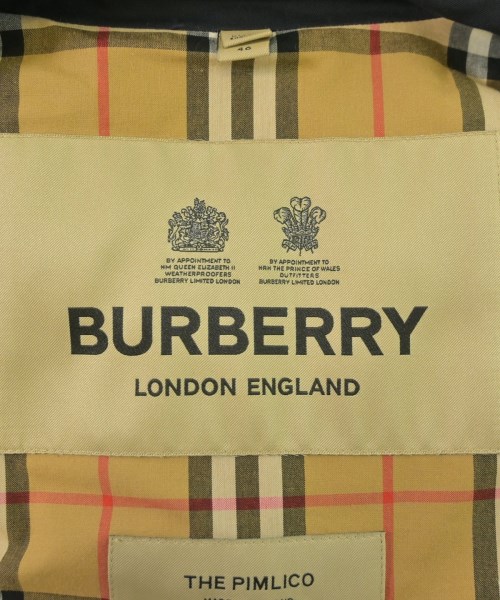 BY APPOINTMENT TO
HM QUEEN ELIZABETH II
WEATHERPROOFERS
BURBERRY LIMITED LONDON
BY APPOINTMENT TO
HRH THE PRINCE OF WALES
OUTFITTERS
BURBERRY LIMITED LONDON
BURBERRY
LONDON ENGLAND
THE PIMLICO